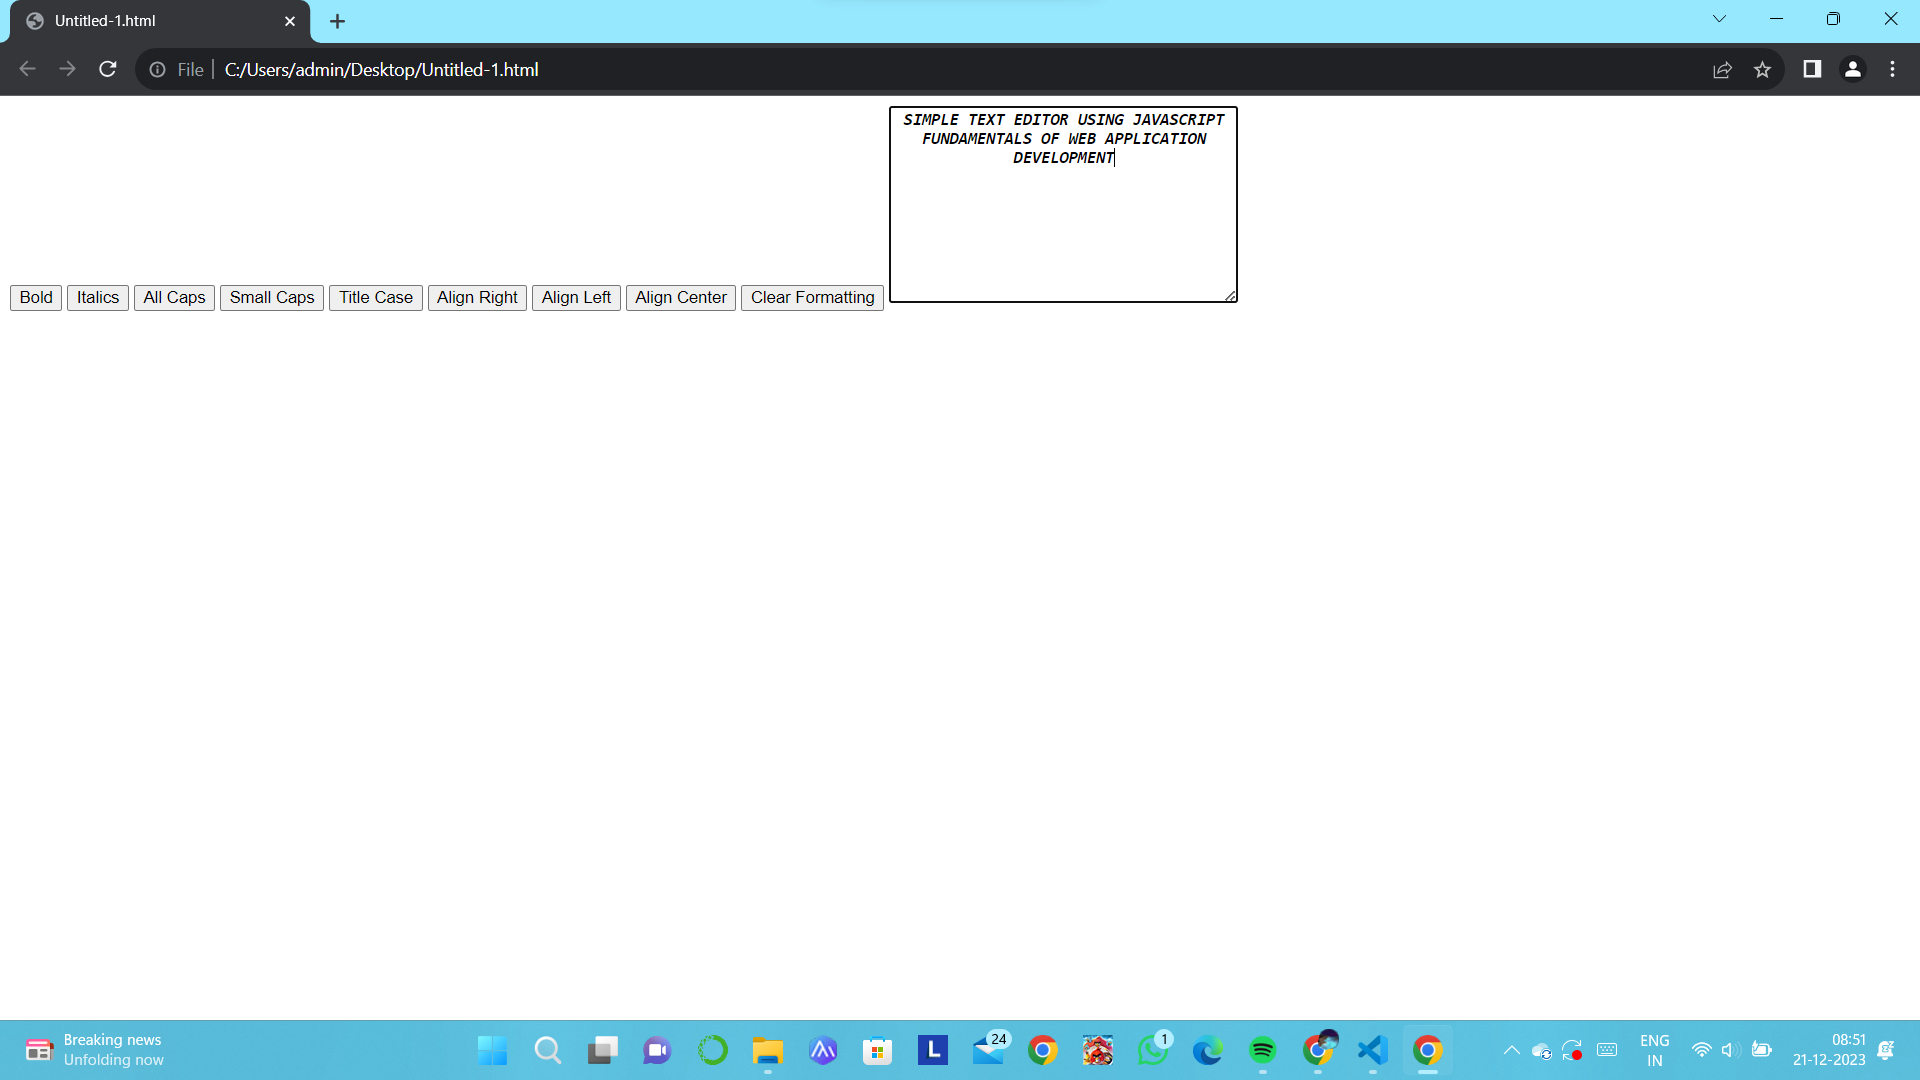 Untitled-1.html
File
C:/Users/admin/Desktop/Untitled-1.html
SIMPLE TEXT EDITOR USING JAVASCRIPT
FUNDAMENTALS OF WEB APPLICATION
DEVELOPMENT
Bold Italics All Caps Small Caps Title Case Align Right Align Left Align Center Clear Formatting
Breaking news
Unfolding now
L
24
1
ENG
IN
08:51
21-12-2023